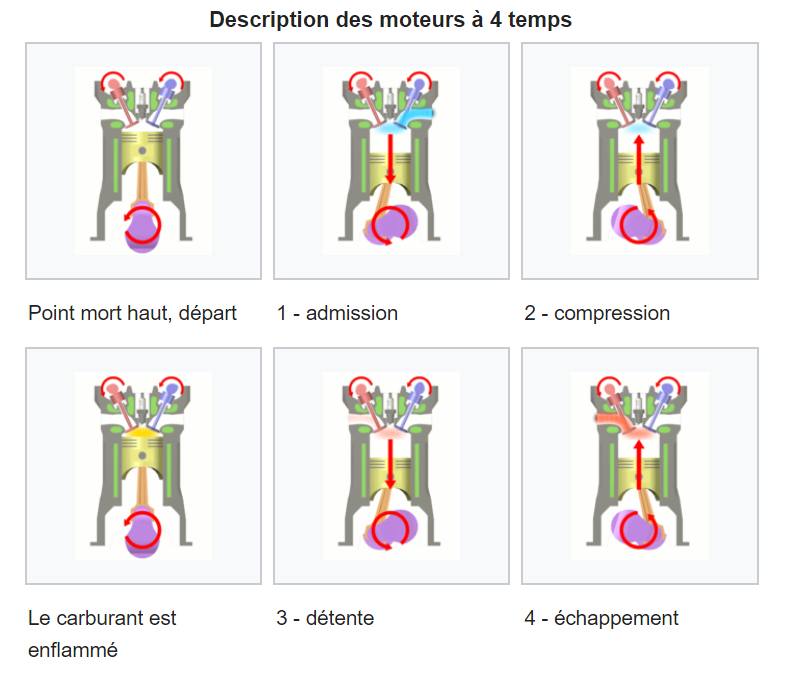 Description des moteurs à 4 temps
Point mort haut, départ
1 - admission
2 - compression
Le carburant est
enflammé
3 - détente
4 - échappement